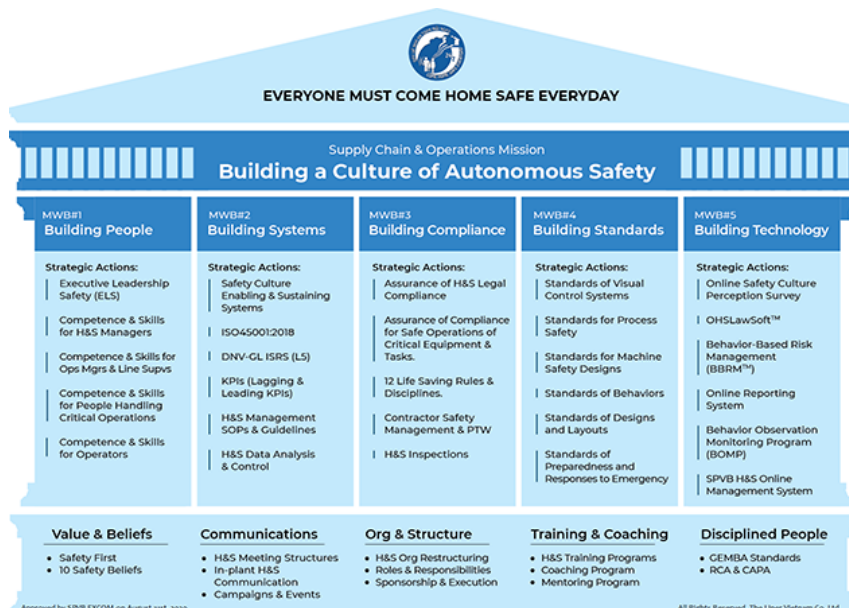 EVERYONE MUST COME HOME SAFE EVERYDAY
Supply Chain & Operations Mission
Building a Culture of Autonomous Safety
MWB#1
Building People
Strategic Actions:
Executive Leadership
Safety (ELS)
Competence & Skills
for H&S Managers
Competence & Skills for
Ops Mgrs & Line Supvs
Competence & Skills
for People Handling
Critical Operations
Competence & Skills
for Operators
MWB#2
Building Systems
Strategic Actions:
Safety Culture
Enabling & Sustaining
Systems
ISO45001:2018
DNV-GL ISRS (L5)
KPIs (Lagging &
Leading KPIs)
H&S Management
SOPs & Guidelines
H&S Data Analysis
& Control
MWB#3
Building Compliance
Strategic Actions:
Assurance of H&S Legal
Compliance
Assurance of Compliance
for Safe Operations of
Critical Equipment &
Tasks.
12 Life Saving Rules &
Disciplines.
Contractor Safety
Management & PTW
H&S Inspections
MWB#4
Building Standards
Strategic Actions:
Standards of Visual
Control Systems
Standards for Process
Safety
Standards for Machine
Safety Designs
Standards of Behaviors
Standards of Designs
and Layouts
Standards of
Preparedness and
Responses to Emergency
MWB#5
Building Technology
Strategic Actions:
Online Safety Culture
Perception Survey
OHSLawSoft™
Behavior-Based Risk
Management
(BBRM™)
Online Reporting
System
Behavior Observation
Monitoring Program
(BOMP)
SPVB H&S Online
Management System
Value & Beliefs
• Safety First
• 10 Safety Beliefs
Communications
• H&S Meeting Structures
• In-plant H&S
Communication
• Campaigns & Events
Org & Structure
• H&S Org Restructuring
• Roles & Responsibilities
• Sponsorship & Execution
Training & Coaching
• H&S Training Programs
• Coaching Program
• Mentoring Program
Disciplined People
• GEMBA Standards
• RCA & CAPA